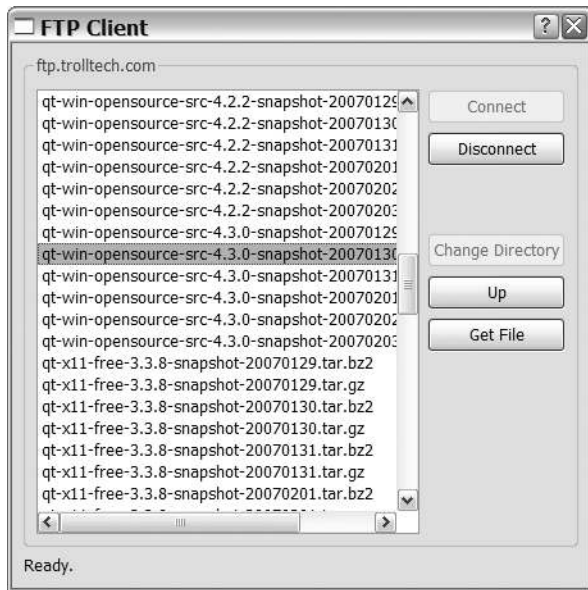 FTP Client
ftp.trolltech.com
qt-win-opensource-src-4.2.2-snapshot-20070129
qt-win-opensource-src-4.2.2-snapshot-20070130
qt-win-opensource-src-4.2.2-snapshot-20070131
qt-win-opensource-src-4.2.2-snapshot-20070201
qt-win-opensource-src-4.2.2-snapshot-20070202
qt-win-opensource-src-4.2.2-snapshot-20070203
qt-win-opensource-src-4.3.0-snapshot-20070129
qt-win-opensource-src-4.3.0-snapshot-20070130
qt-win-opensource-src-4.3.0-snapshot-20070131
qt-win-opensource-src-4.3.0-snapshot-20070201
qt-win-opensource-src-4.3.0-snapshot-20070202
qt-win-opensource-src-4.3.0-snapshot-20070203
qt-x11-free-3.3.8-snapshot-20070129.tar.bz2
qt-x11-free-3.3.8-snapshot-20070129.tar.gz
qt-x11-free-3.3.8-snapshot-20070130.tar.bz2
qt-x11-free-3.3.8-snapshot-20070130.tar.gz
qt-x11-free-3.3.8-snapshot-20070131.tar.bz2
qt-x11-free-3.3.8-snapshot-20070131.tar.gz
qt-x11-free-3.3.8-snapshot-20070201.tar.bz2
Connect
Disconnect
Change Directory
Up
Get File
Ready.